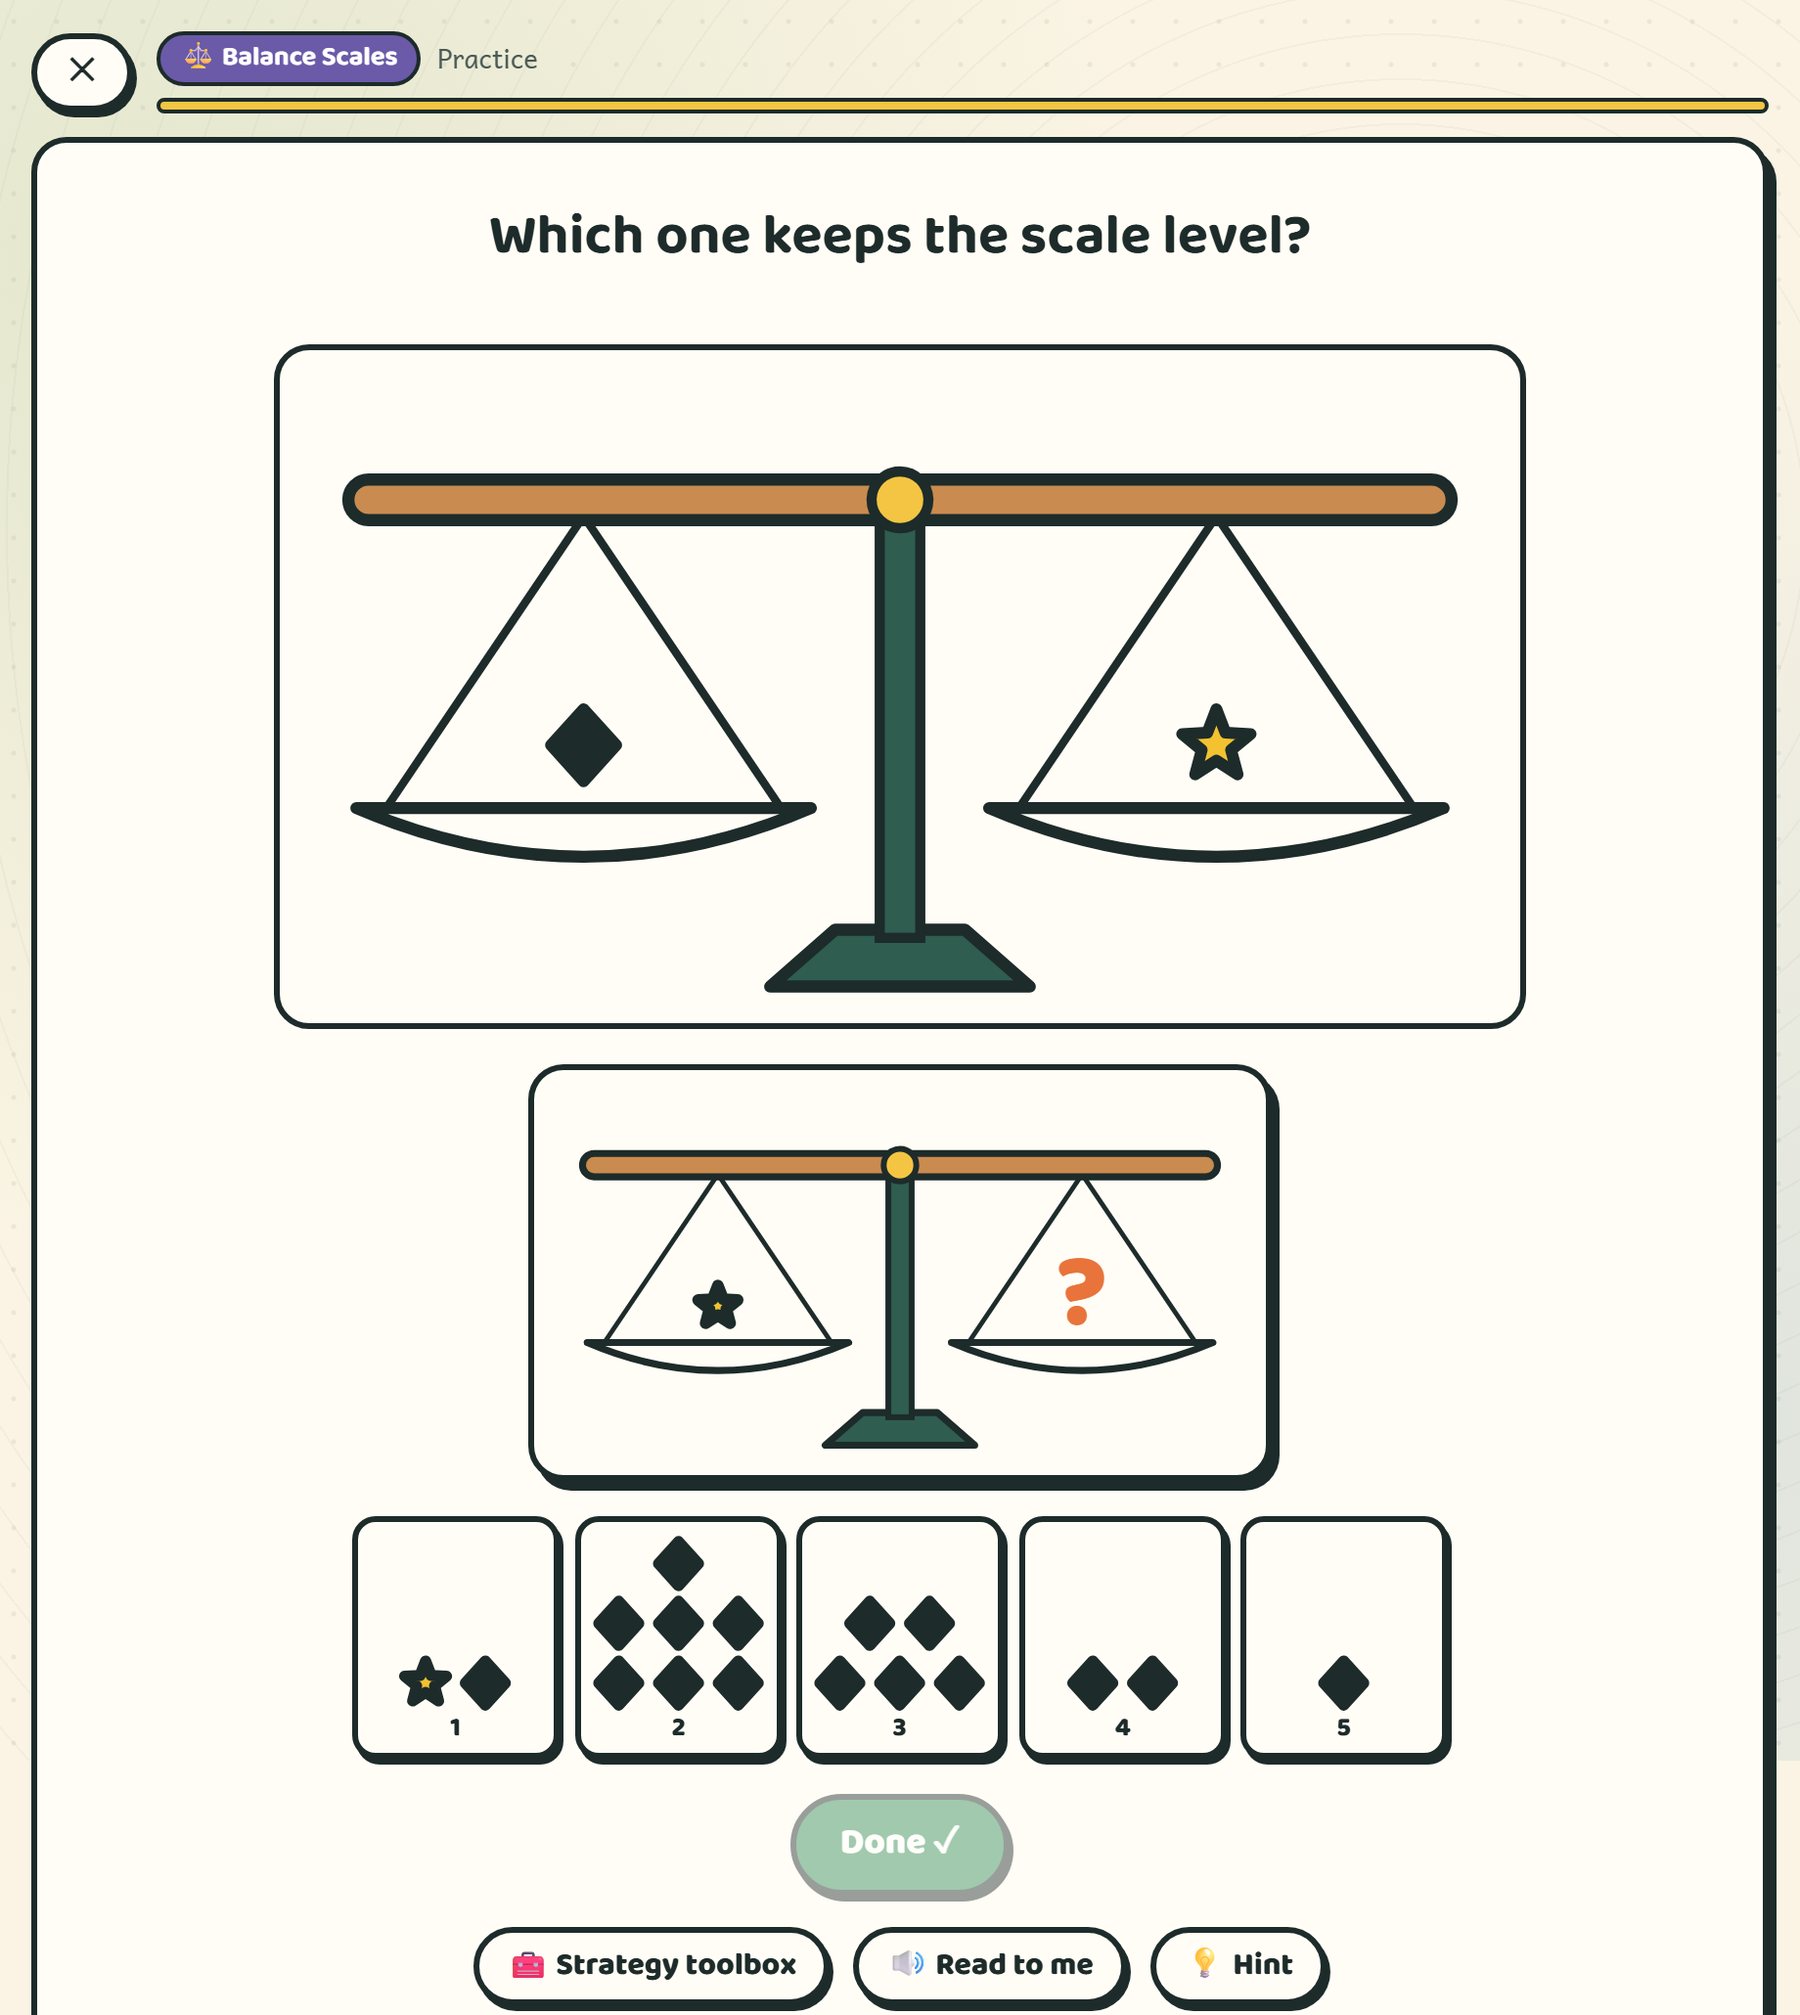 Balance Scales
Practice
Which one keeps the scale level?
?
1
2
3
4
5
Done ✓
Strategy toolbox
Read to me
Hint